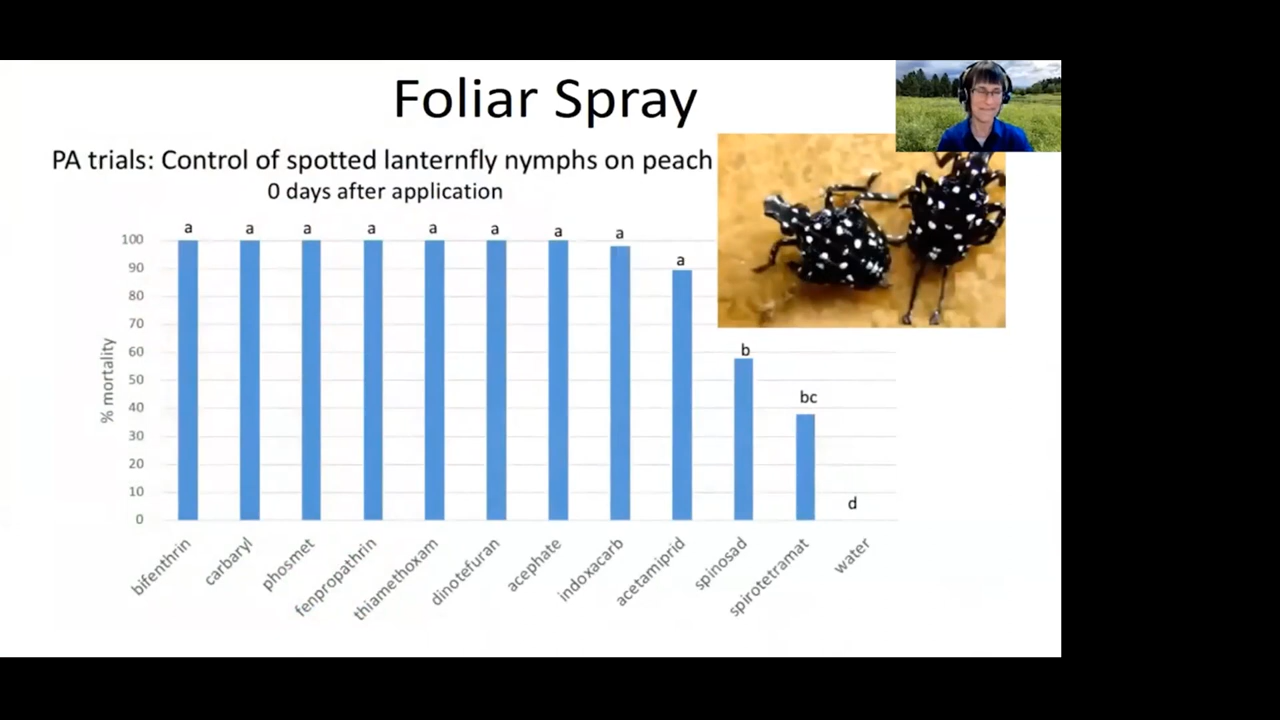 Foliar Spray
PA trials: Control of spotted lanternfly nymphs on peach
0 days after application
a a a a a a a a a b bc d
100
90
80
70
60
50
40
30
20
10
0
% mortality
bifenthrin
carbaryl
phosmet
fenpropathrin
thiamethoxam
dinotefuran
acephate
indoxacarb
acetamiprid
spinosad
spirotetramat
water